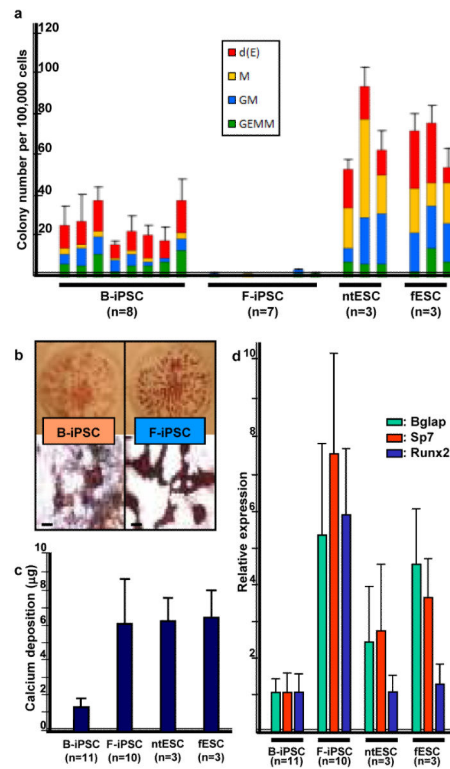 a
Colony number per 100,000 cells
120
100
80
60
40
20
d(E)
M
GM
GEMM
B-iPSC
(n=8)
F-iPSC
(n=7)
ntESC
(n=3)
fESC
(n=3)
b
B-iPSC
F-iPSC
c
Calcium deposition (µg)
10
8
6
4
2
0
B-iPSC
(n=11)
F-iPSC
(n=10)
ntESC
(n=3)
fESC
(n=3)
d
Relative expression
10
8
6
4
2
: Bglap
: Sp7
: Runx2
B-iPSC
(n=11)
F-iPSC
(n=10)
ntESC
(n=3)
fESC
(n=3)